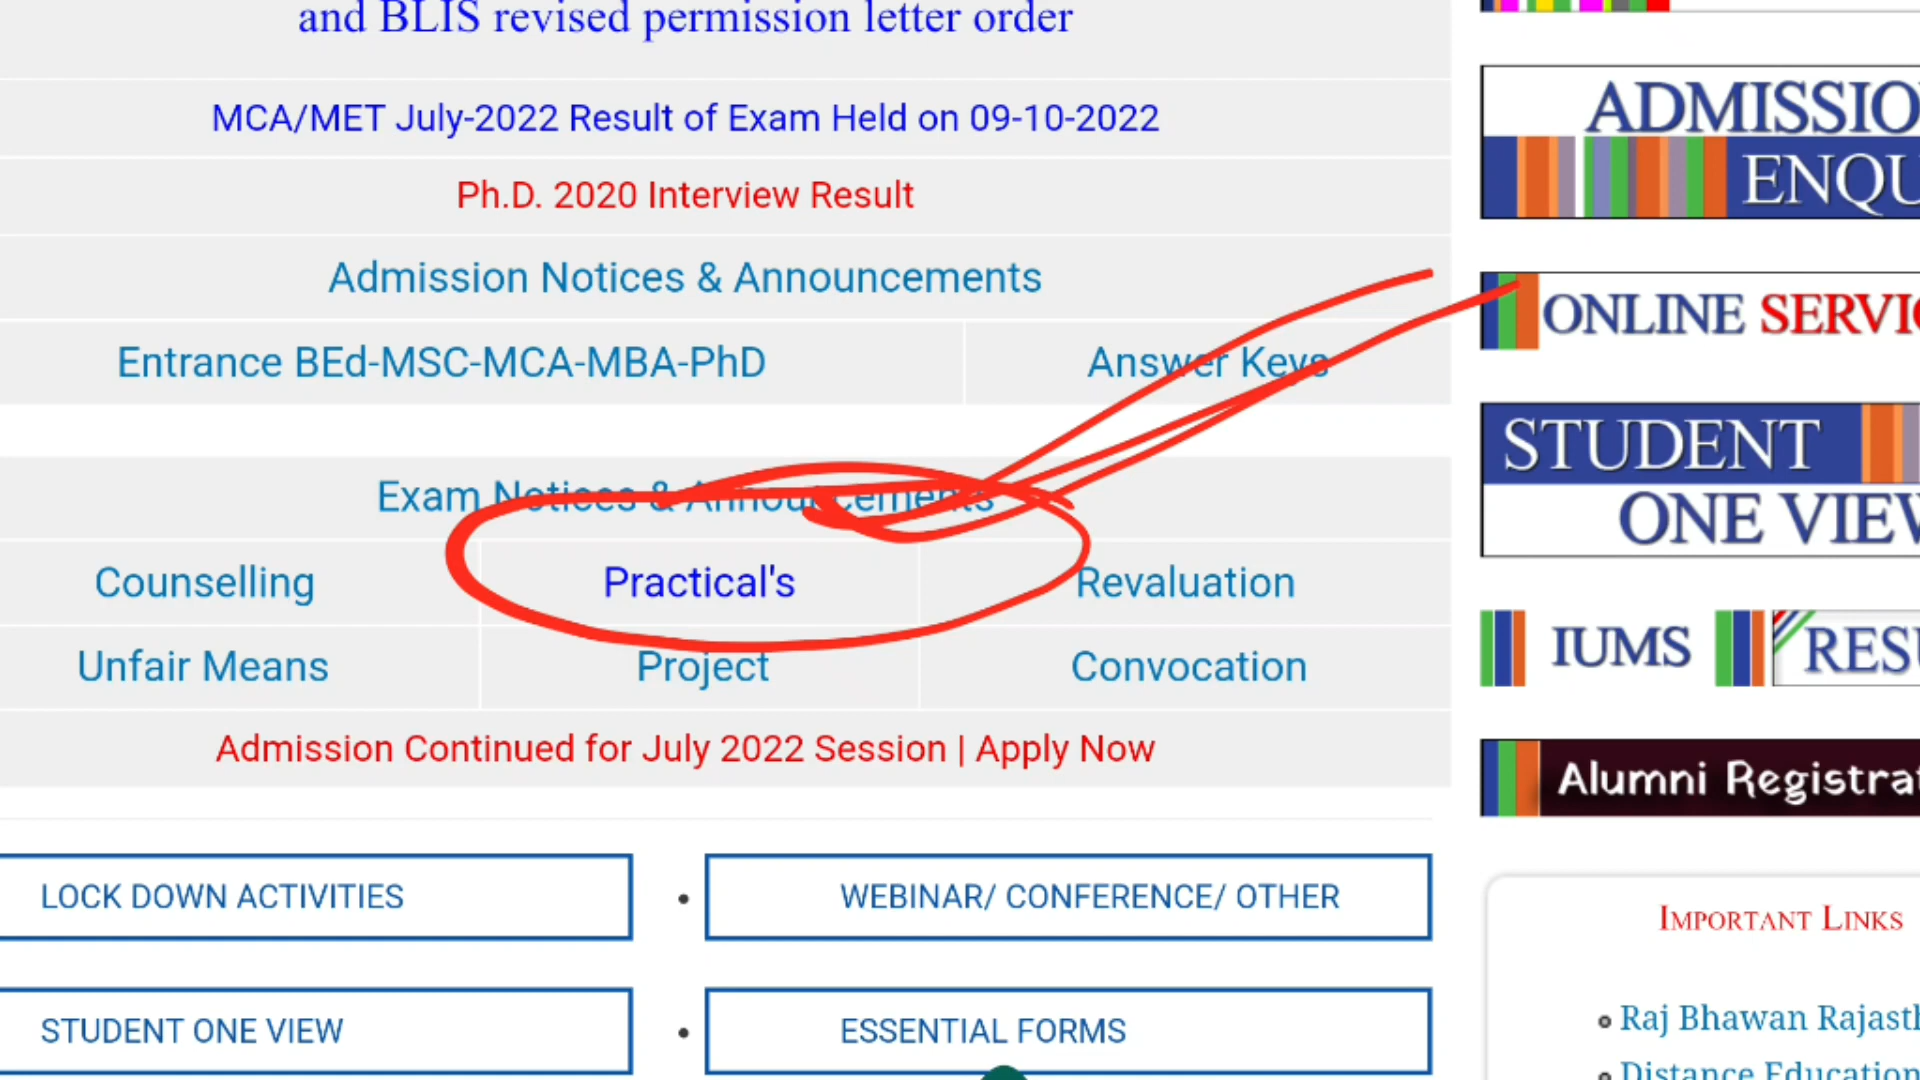 and BLIS revised permission letter order
MCA/MET July-2022 Result of Exam Held on 09-10-2022
Ph.D. 2020 Interview Result
Admission Notices & Announcements
Entrance BEd-MSC-MCA-MBA-PhD
Answer Keys
Exam Notices & Announcements
Counselling
Practical's
Revaluation
Unfair Means
Project
Convocation
Admission Continued for July 2022 Session | Apply Now
LOCK DOWN ACTIVITIES
WEBINAR/ CONFERENCE/ OTHER
STUDENT ONE VIEW
ESSENTIAL FORMS
ADMISSIO
ENQU
ONLINE SERVIC
STUDENT
ONE VIEW
IUMS
RESU
Alumni Registrat
IMPORTANT LINKS
Raj Bhawan Rajasth
Distance Education